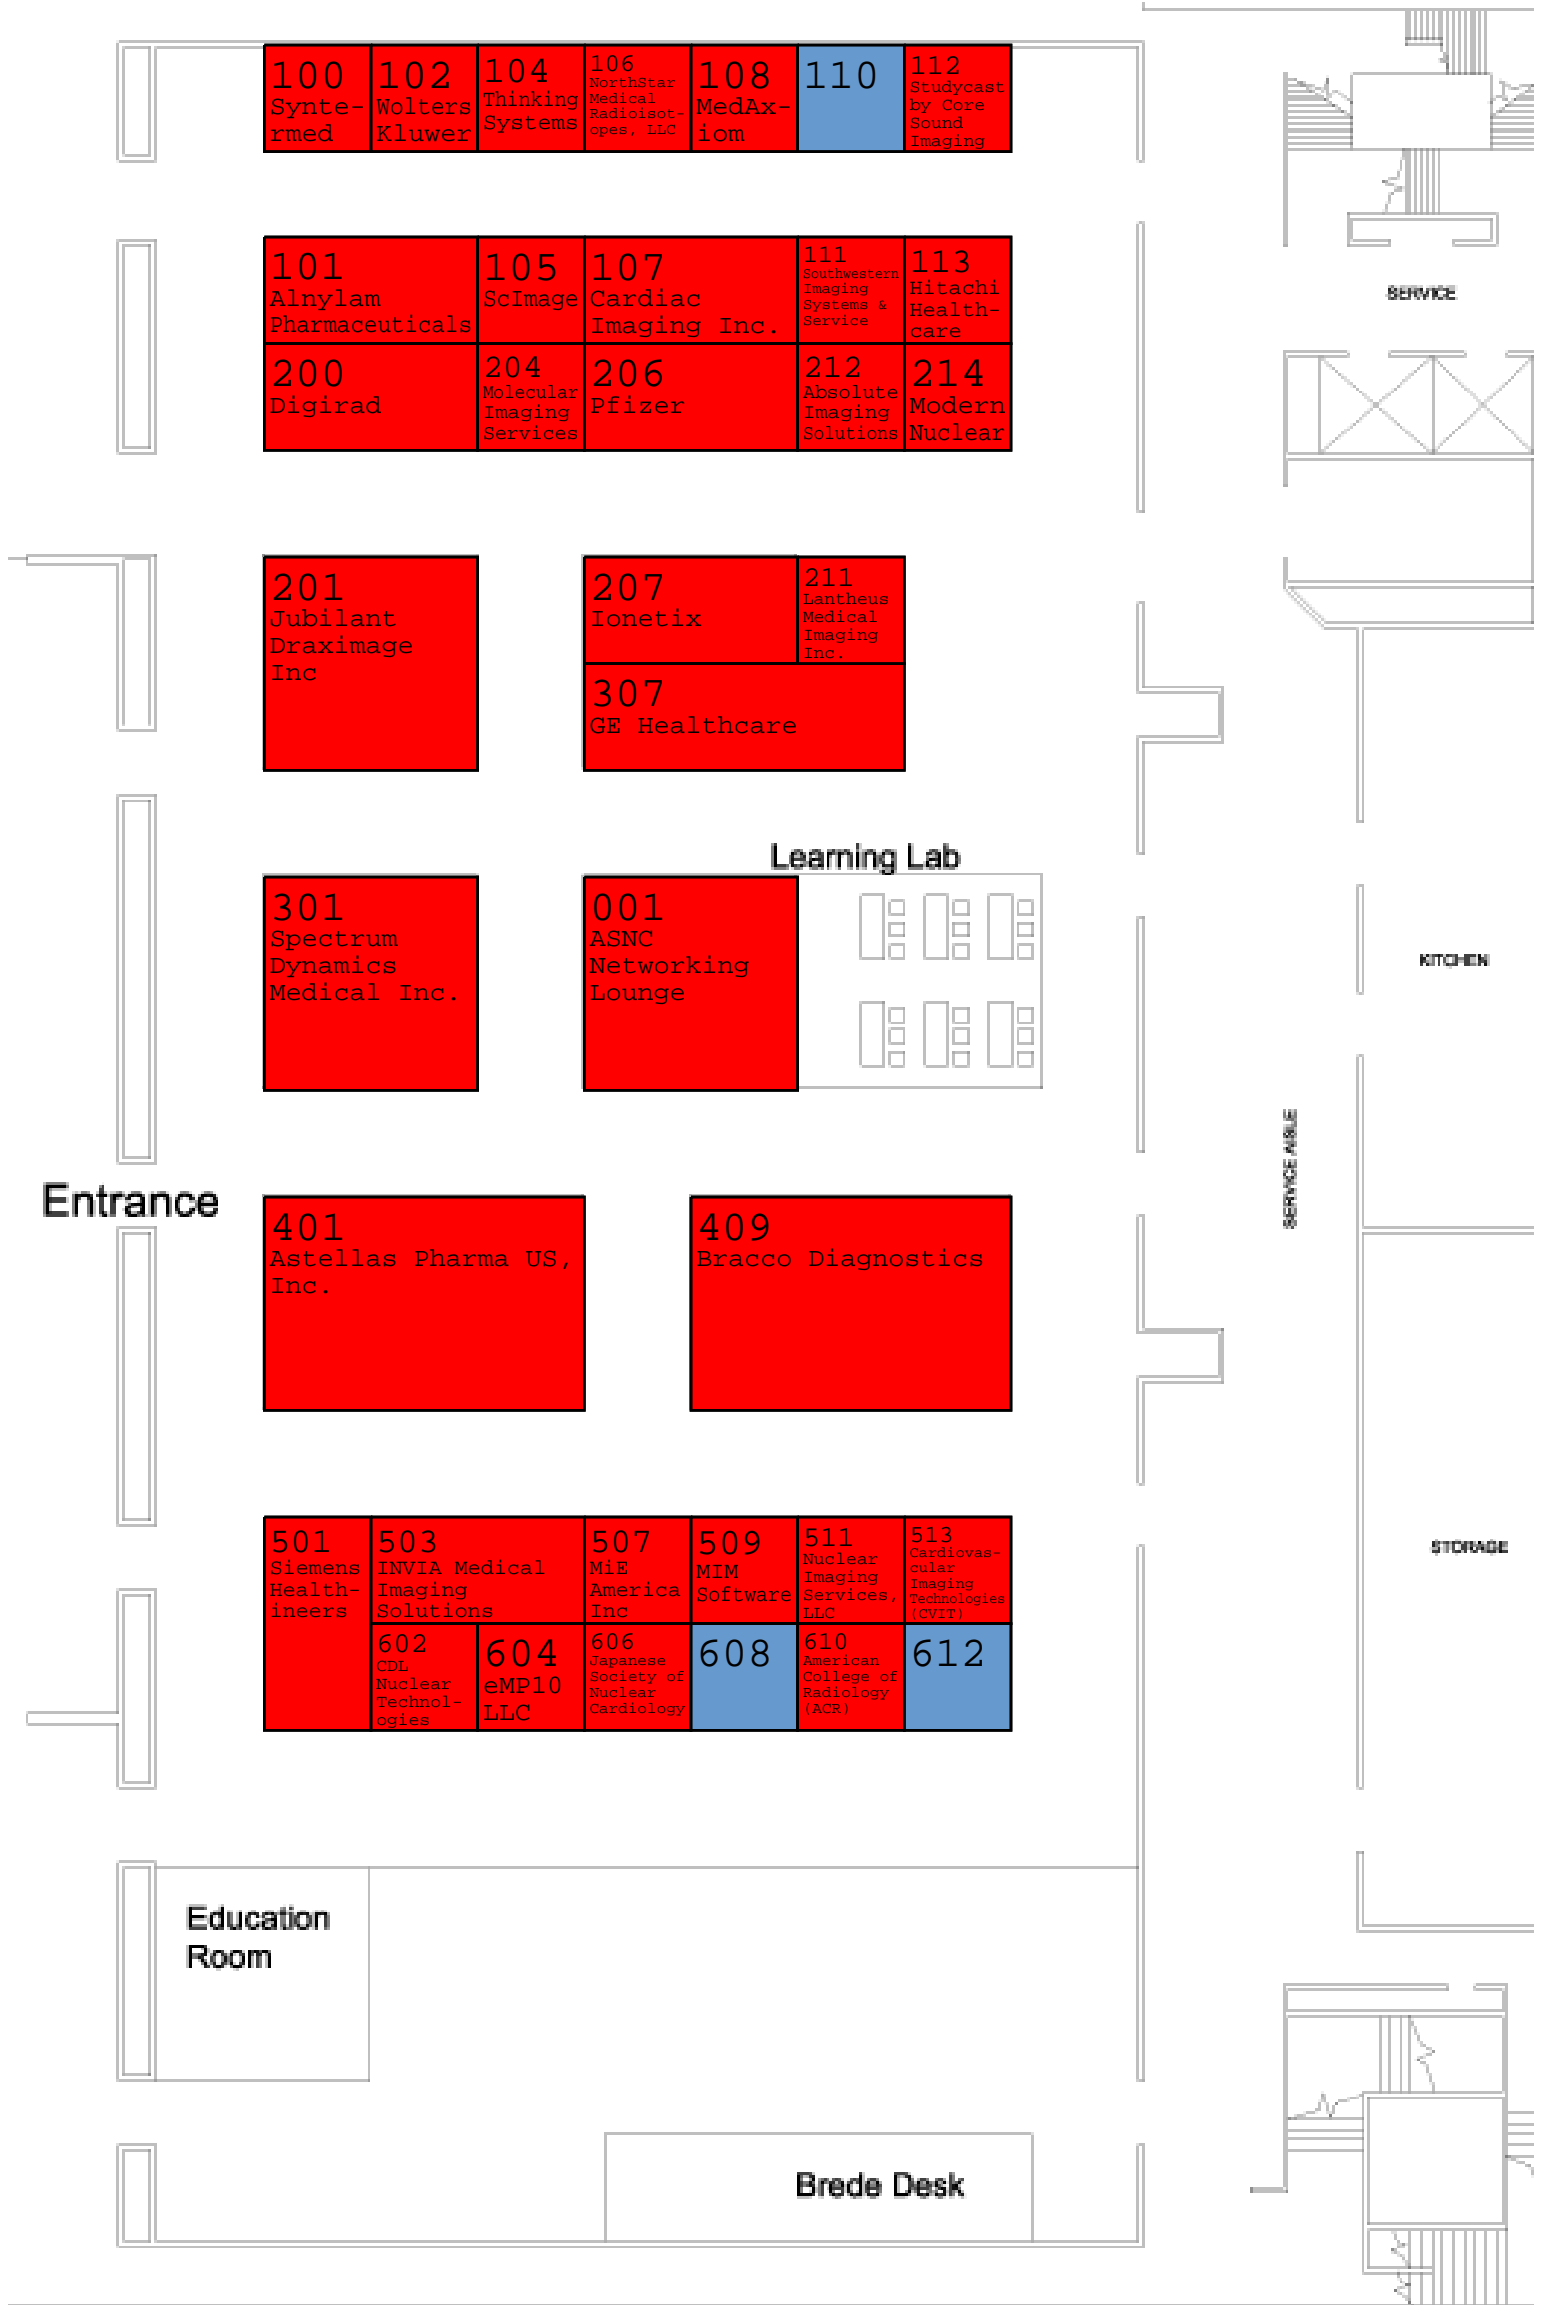 100
Synte-
rmed
102
Wolters
Kluwer
104
Thinking
Systems
106
NorthStar
Medical
Radioisot-
opes, LLC
108
MedAx-
iom
110
112
Studycast
by Core
Sound
Imaging
101
Alnylam
Pharmaceuticals
105
ScImage
107
Cardiac
Imaging Inc.
111
Southwestern
Imaging
Systems &
Service
113
Hitachi
Health-
care
SERVICE
200
Digirad
204
Molecular
Imaging
Services
206
Pfizer
212
Absolute
Imaging
Solutions
214
Modern
Nuclear
201
Jubilant
Draximage
Inc
207
Ionetix
211
Lantheus
Medical
Imaging
Inc.
307
GE Healthcare
Learning Lab
301
Spectrum
Dynamics
Medical Inc.
001
ASNC
Networking
Lounge
KITCHEN
SERVICE AISLE
Entrance
401
Astellas Pharma US,
Inc.
409
Bracco Diagnostics
501
Siemens
Health-
ineers
503
INVIA Medical
Imaging
Solutions
507
MiE
America
Inc
509
MIM
Software
511
Nuclear
Imaging
Services,
LLC
513
Cardiovas-
cular
Imaging
Technologies
(CVIT)
STORAGE
602
CDL
Nuclear
Technol-
ogies
604
eMP10
LLC
606
Japanese
Society of
Nuclear
Cardiology
608
610
American
College of
Radiology
(ACR)
612
Education
Room
Brede Desk